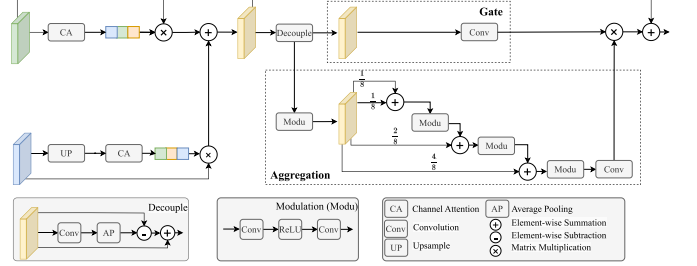 Gate
CA
Decouple
Conv
1/8
1/8
Modu
Modu
2/8
Modu
UP
CA
4/8
Modu
Conv
Aggregation
Decouple
Conv
AP
Modulation (Modu)
Conv
ReLU
Conv
CA Channel Attention
AP Average Pooling
Conv Convolution
Element-wise Summation
Element-wise Subtraction
UP Upsample
Matrix Multiplication